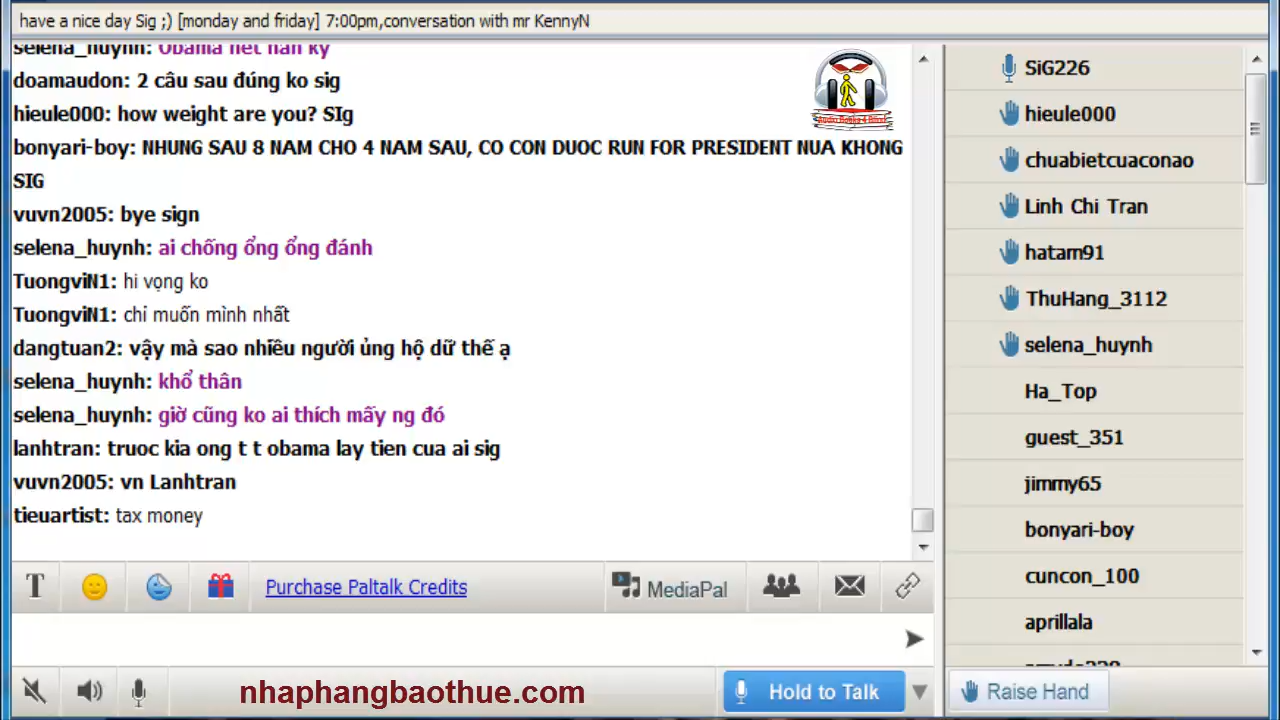 have a nice day Sig ;) [monday and friday] 7:00pm,conversation with mr KennyN
selena_huynh: Obama hết hấn ký
doamaudon: 2 câu sau đúng ko sig
hieule000: how weight are you? SIg
bonyari-boy: NHUNG SAU 8 NAM CHO 4 NAM SAU, CO CON DUOC RUN FOR PRESIDENT NUA KHONG
SIG
vuvn2005: bye sign
selena_huynh: ai chống ổng ổng đánh
TuongviN1: hi vọng ko
TuongviN1: chỉ muốn mình nhất
dangtuan2: vậy mà sao nhiều người ủng hộ dữ thế ạ
selena_huynh: khổ thân
selena_huynh: giờ cũng ko ai thích mấy ng đó
lanhtran: truoc kia ong t t obama lay tien cua ai sig
vuvn2005: vn Lanhtran
tieuartist: tax money
T
Purchase Paltalk Credits
MediaPal
nhaphangbaothue.com
Hold to Talk
SiG226
hieule000
chuabietcuaconao
Linh Chi Tran
hatam91
ThuHang_3112
selena_huynh
Ha_Top
guest_351
jimmy65
bonyari-boy
cuncon_100
aprillala
Raise Hand